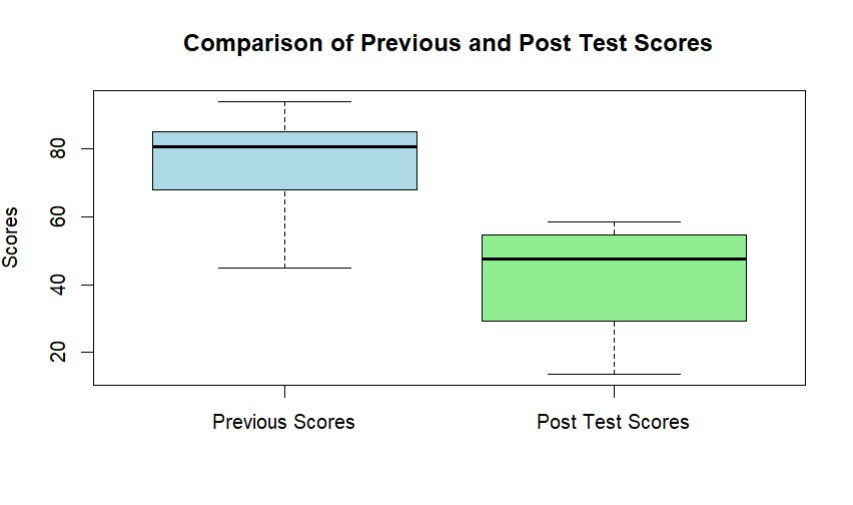 Comparison of Previous and Post Test Scores
Scores
80
60
40
20
Previous Scores
Post Test Scores